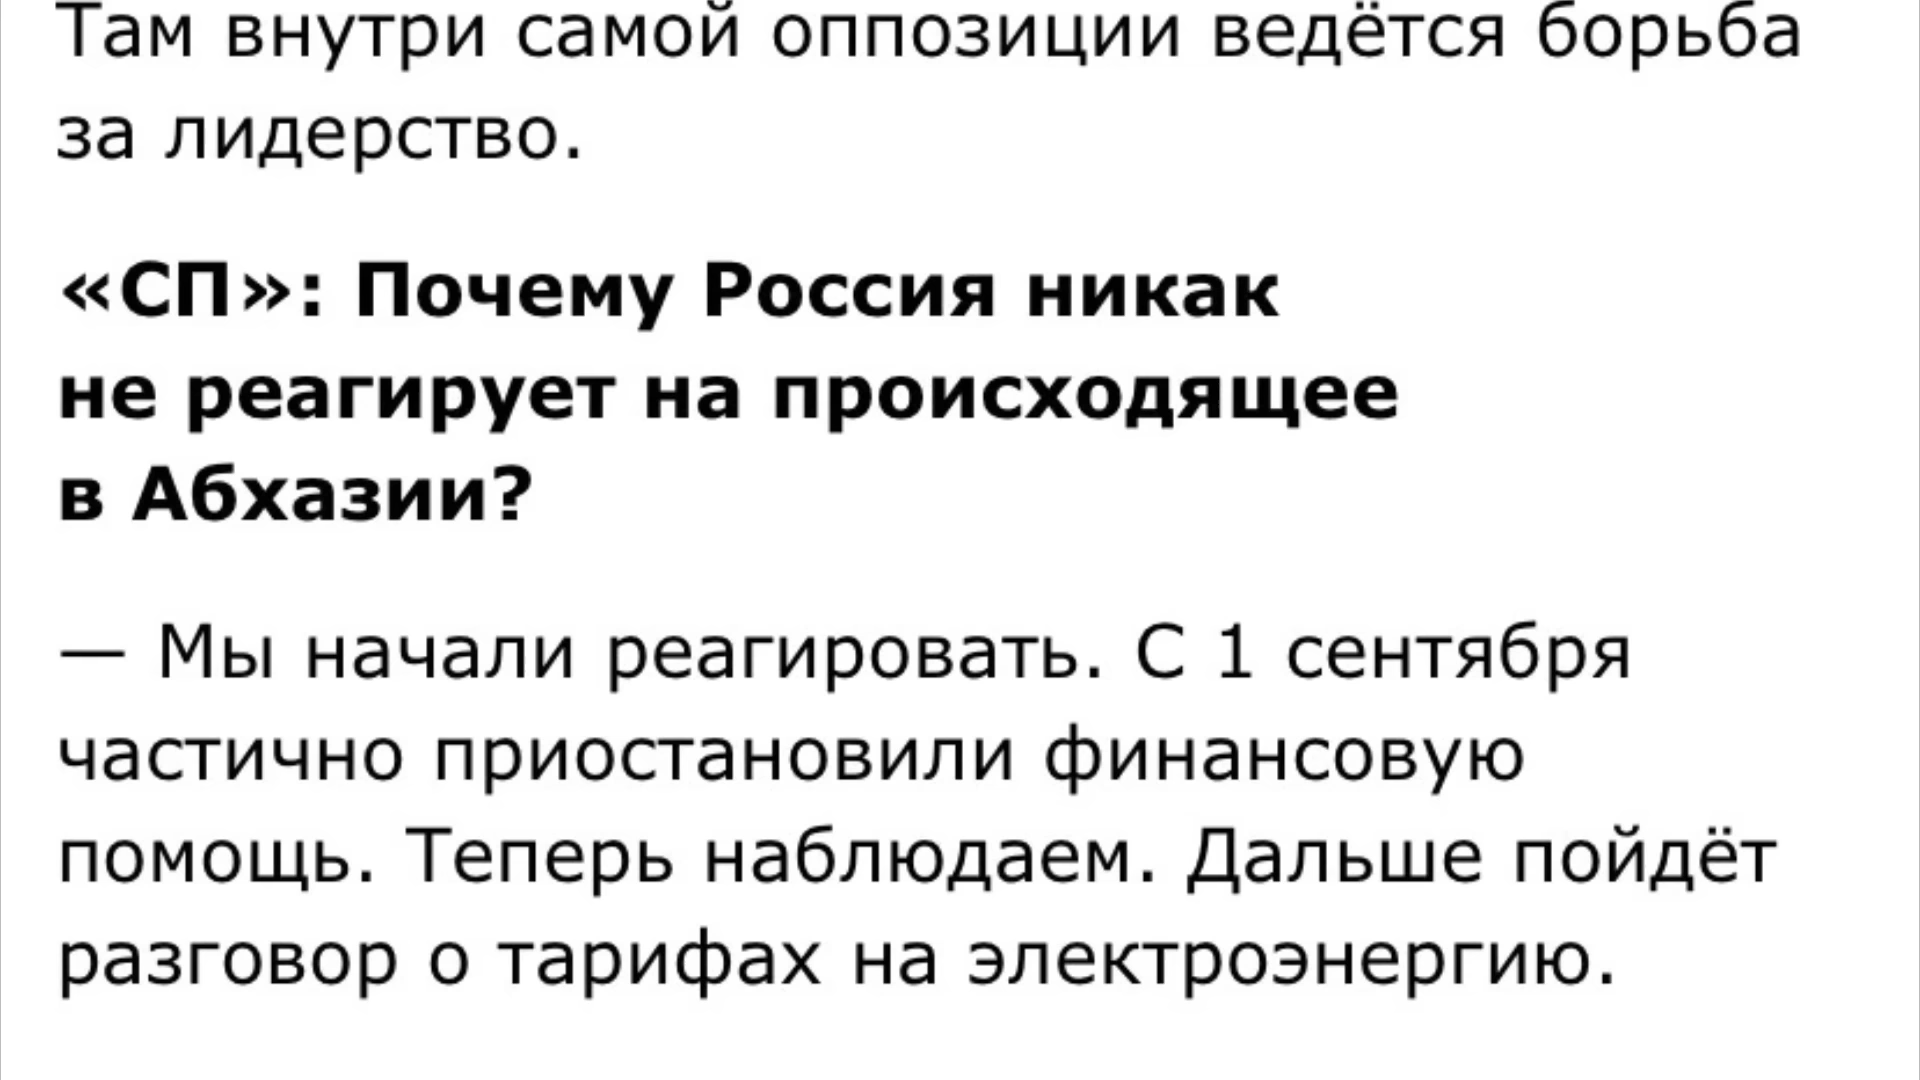 Там внутри самой оппозиции ведётся борьба
за лидерство.
«СП»: Почему Россия никак
не реагирует на происходящее
в Абхазии?
— Мы начали реагировать. С 1 сентября
частично приостановили финансовую
помощь. Теперь наблюдаем. Дальше пойдёт
разговор о тарифах на электроэнергию.